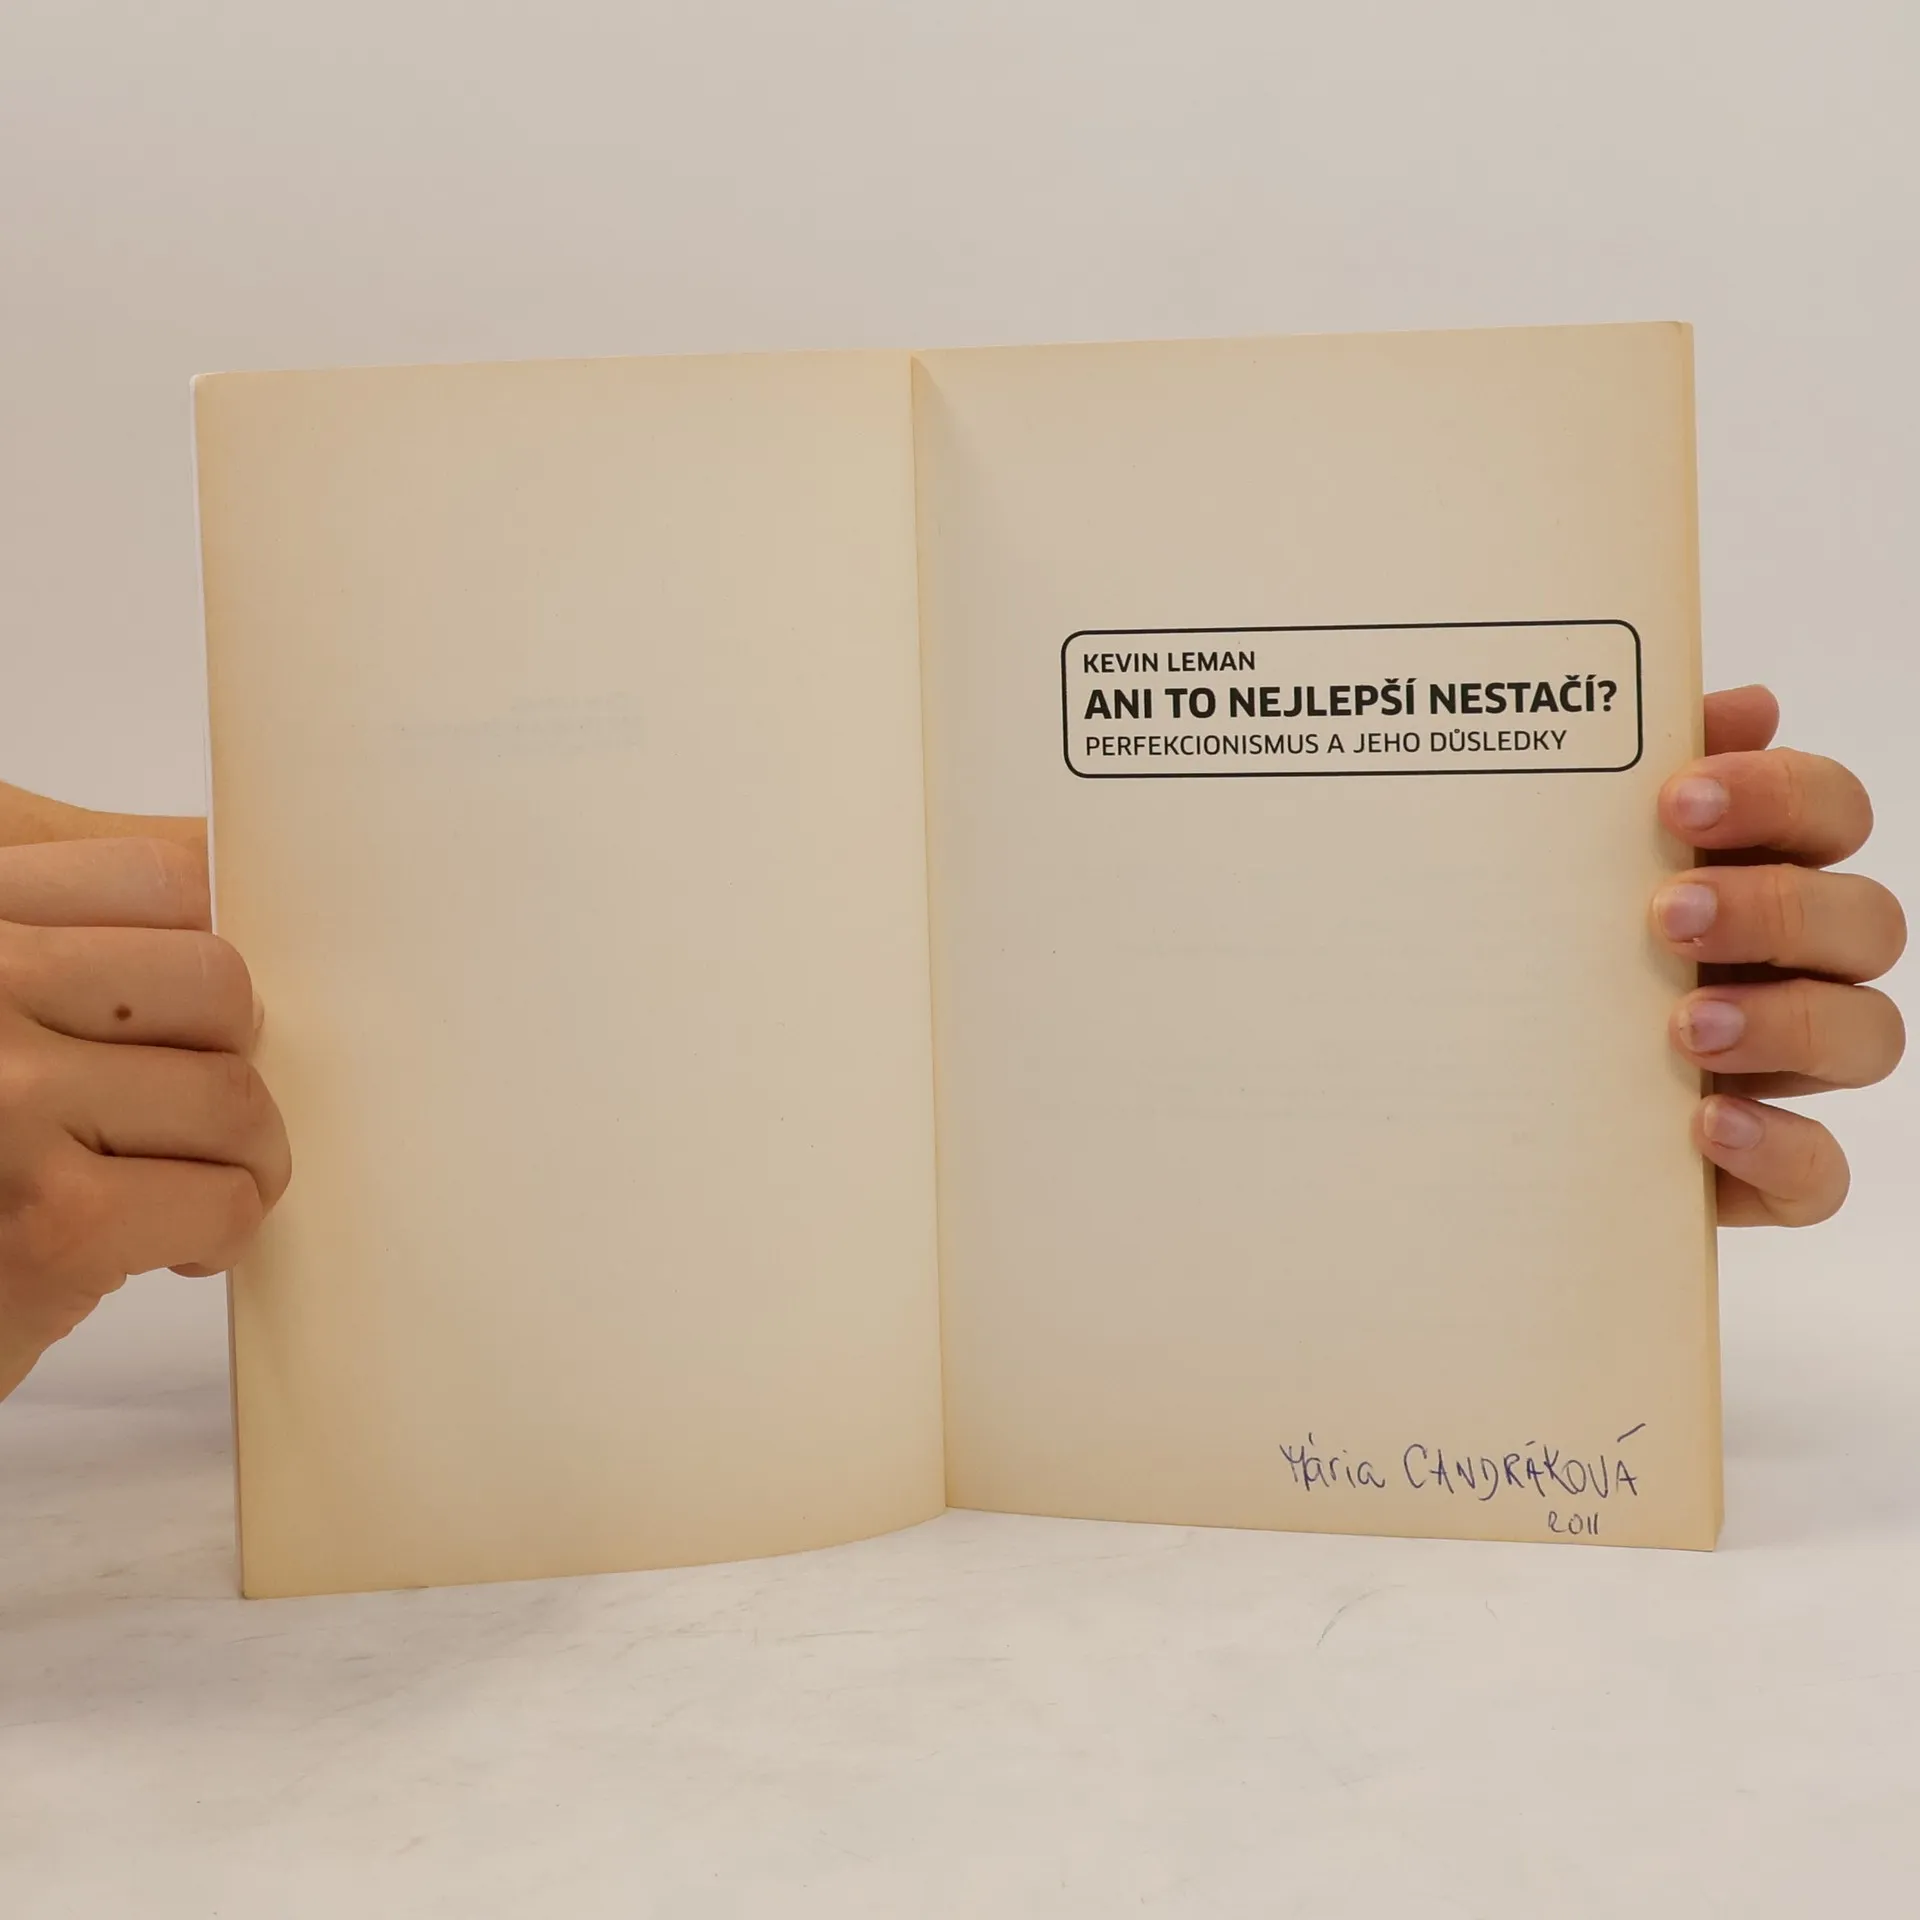 KEVIN LEMAN
ANI TO NEJLEPŠÍ NESTAČÍ?
PERFEKCIONISMUS A JEHO DŮSLEDKY
Mária CANDRÁKOVÁ
2011